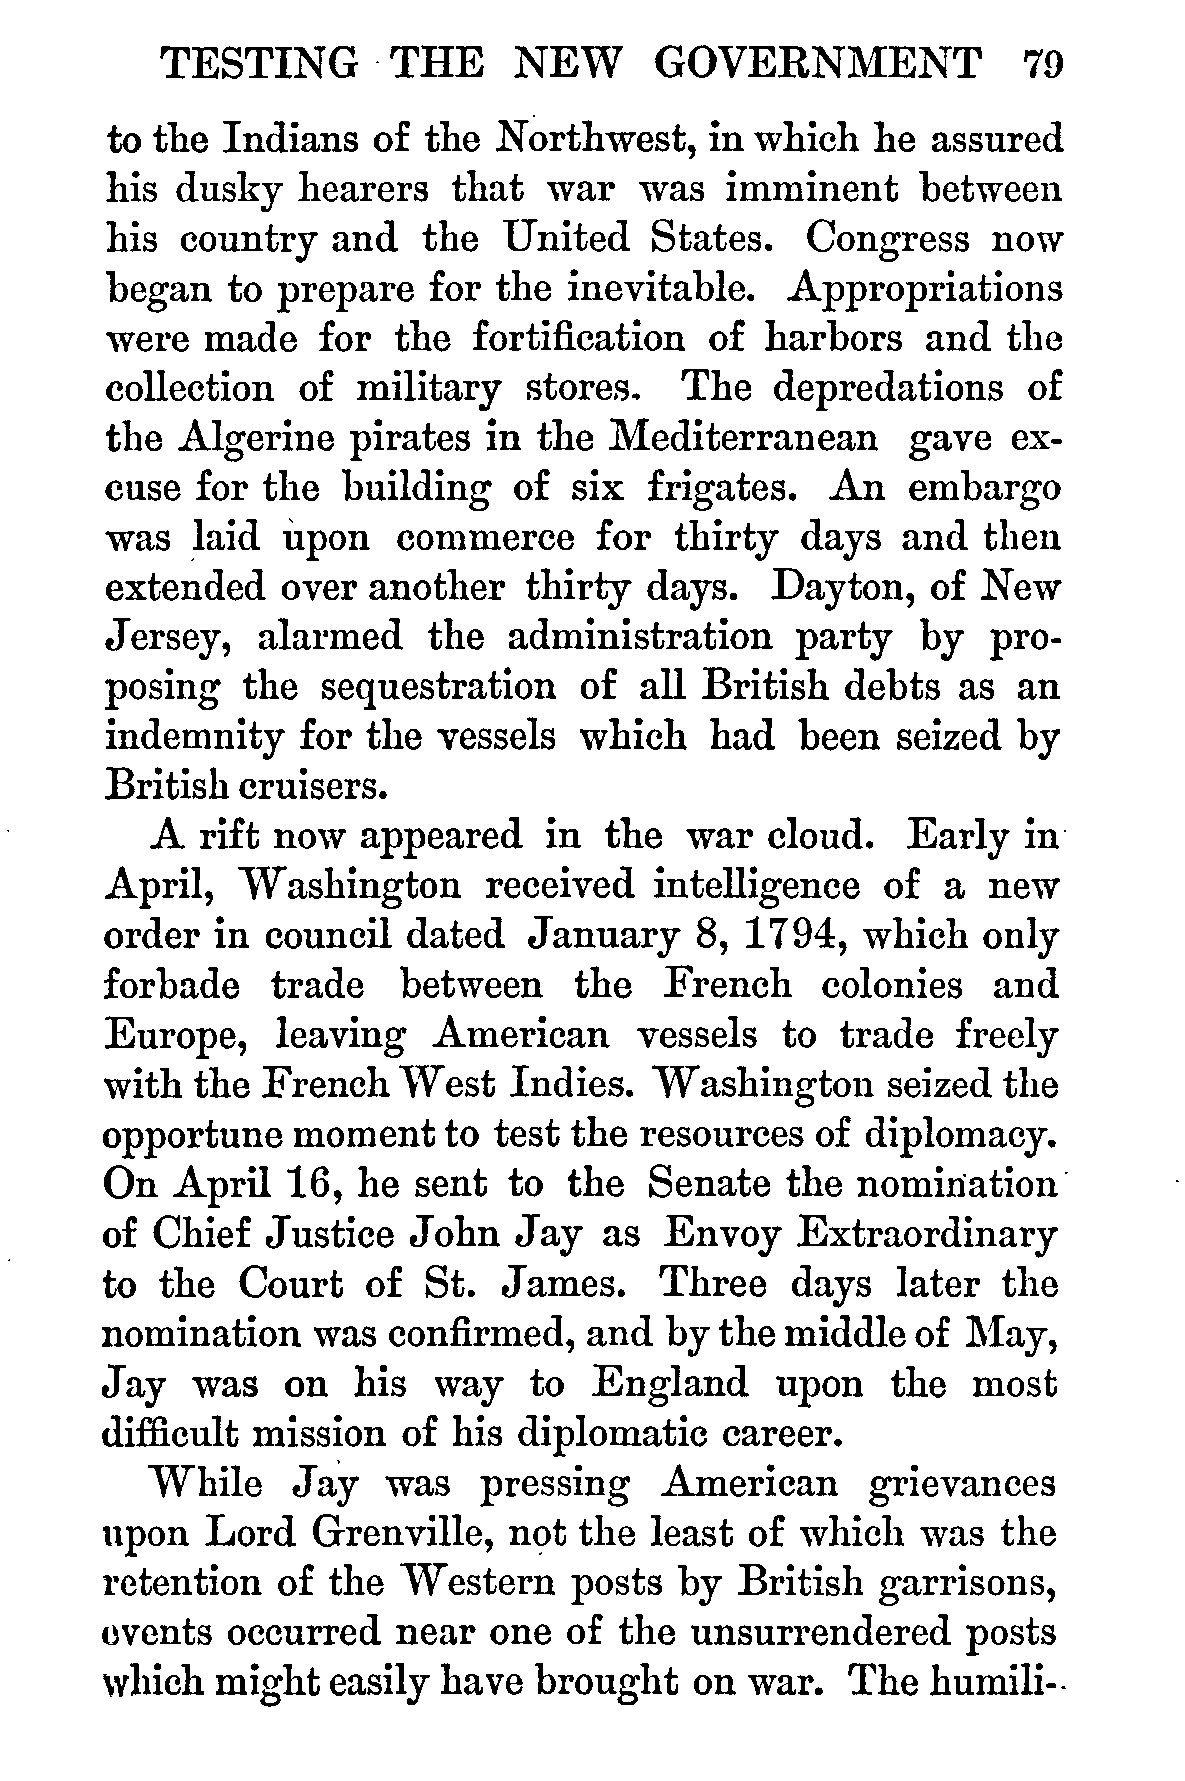 TESTING THE NEW GOVERNMENT 79
to the Indians of the Northwest, in which he assured
his dusky hearers that war was imminent between
his country and the United States. Congress now
began to prepare for the inevitable. Appropriations
were made for the fortification of harbors and the
collection of military stores. The depredations of
the Algerine pirates in the Mediterranean gave ex-
cuse for the building of six frigates. An embargo
was laid upon commerce for thirty days and then
extended over another thirty days. Dayton, of New
Jersey, alarmed the administration party by pro-
posing the sequestration of all British debts as an
indemnity for the vessels which had been seized by
British cruisers.
A rift now appeared in the war cloud. Early in
April, Washington received intelligence of a new
order in council dated January 8, 1794, which only
forbade trade between the French colonies and
Europe, leaving American vessels to trade freely
with the French West Indies. Washington seized the
opportune moment to test the resources of diplomacy.
On April 16, he sent to the Senate the nomination
of Chief Justice John Jay as Envoy Extraordinary
to the Court of St. James. Three days later the
nomination was confirmed, and by the middle of May,
Jay was on his way to England upon the most
difficult mission of his diplomatic career.
While Jay was pressing American grievances
upon Lord Grenville, not the least of which was the
retention of the Western posts by British garrisons,
events occurred near one of the unsurrendered posts
which might easily have brought on war. The humili-